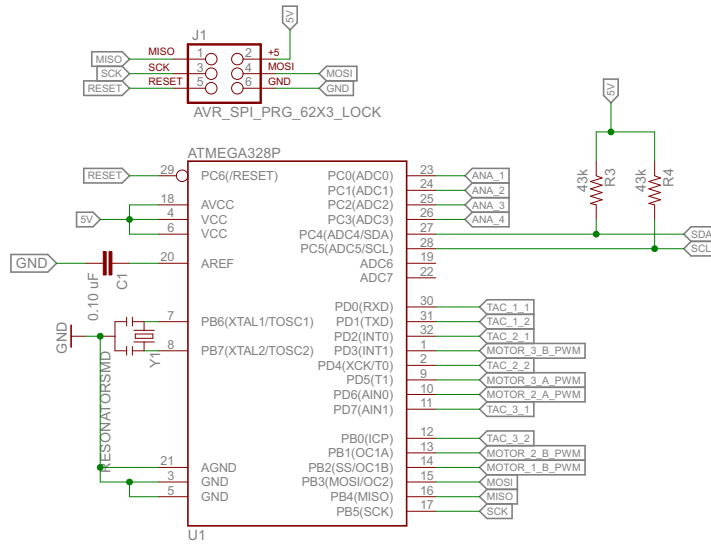 5V
J1
MISO MISO 1 2 +5
SCK SCK 3 4 MOSI MOSI
RESET RESET 5 6 GND GND
AVR_SPI_PRG_62X3_LOCK
5V
43k R3 43k R4
ATMEGA328P
RESET 29 PC6(/RESET) PC0(ADC0) 23 ANA_1
PC1(ADC1) 24 ANA_2
18 AVCC PC2(ADC2) 25 ANA_3
5V 4 VCC PC3(ADC3) 26 ANA_4
6 VCC PC4(ADC4/SDA) 27 SDA
PC5(ADC5/SCL) 28 SCL
GND 0.10 uF C1 20 AREF ADC6 19
ADC7 22
PD0(RXD) 30 TAC_1_1
7 PB6(XTAL1/TOSC1) PD1(TXD) 31 TAC_1_2
GND PD2(INT0) 32 TAC_2_1
RESONATORSMD Y1 8 PB7(XTAL2/TOSC2) PD3(INT1) 1 MOTOR_3_B_PWM
PD4(XCK/T0) 2 TAC_2_2
PD5(T1) 9 MOTOR_3_A_PWM
PD6(AIN0) 10 MOTOR_2_A_PWM
PD7(AIN1) 11 TAC_3_1
PB0(ICP) 12 TAC_3_2
PB1(OC1A) 13 MOTOR_2_B_PWM
21 AGND PB2(SS/OC1B) 14 MOTOR_1_B_PWM
3 GND PB3(MOSI/OC2) 15 MOSI
5 GND PB4(MISO) 16 MISO
PB5(SCK) 17 SCK
U1